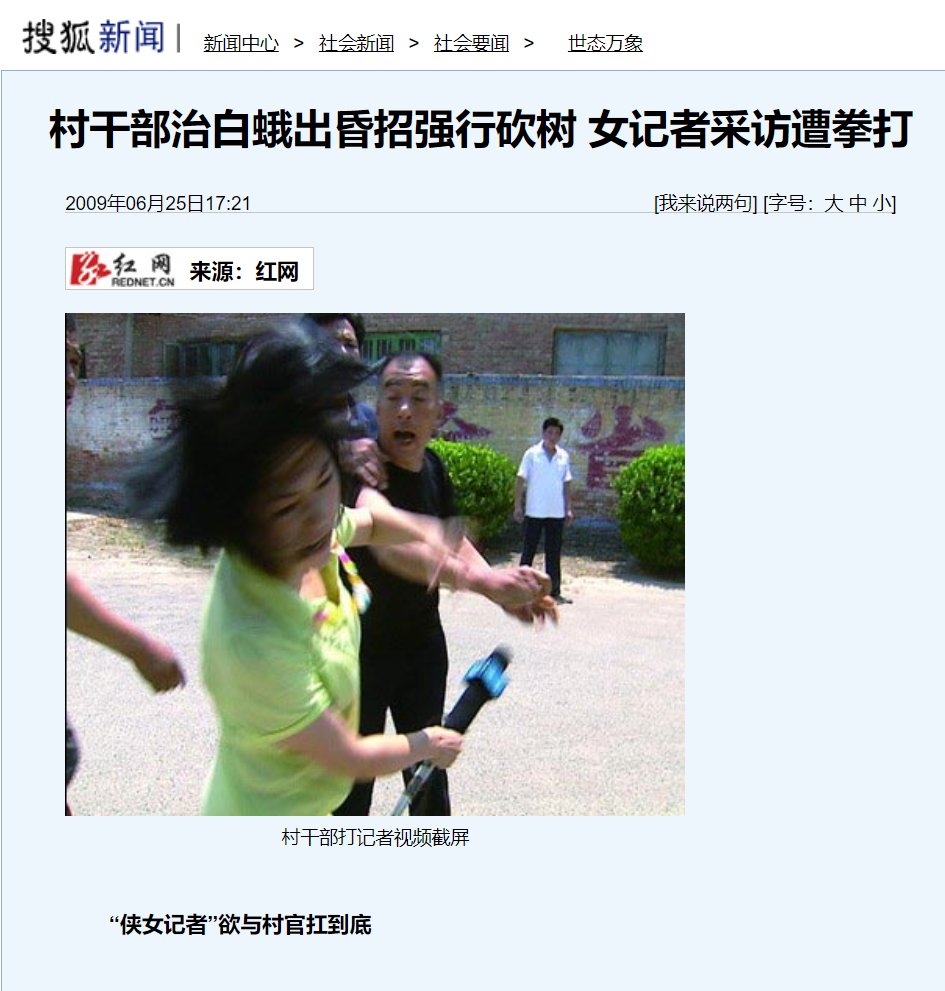 搜狐新闻 | 新闻中心 > 社会新闻 > 社会要闻 > 世态万象
村干部治白蛾出昏招强行砍树 女记者采访遭拳打
2009年06月25日17:21 [我来说两句] [字号：大 中 小]
红网
REDNET.CN
来源：红网
村干部打记者视频截屏
“侠女记者”欲与村官扛到底